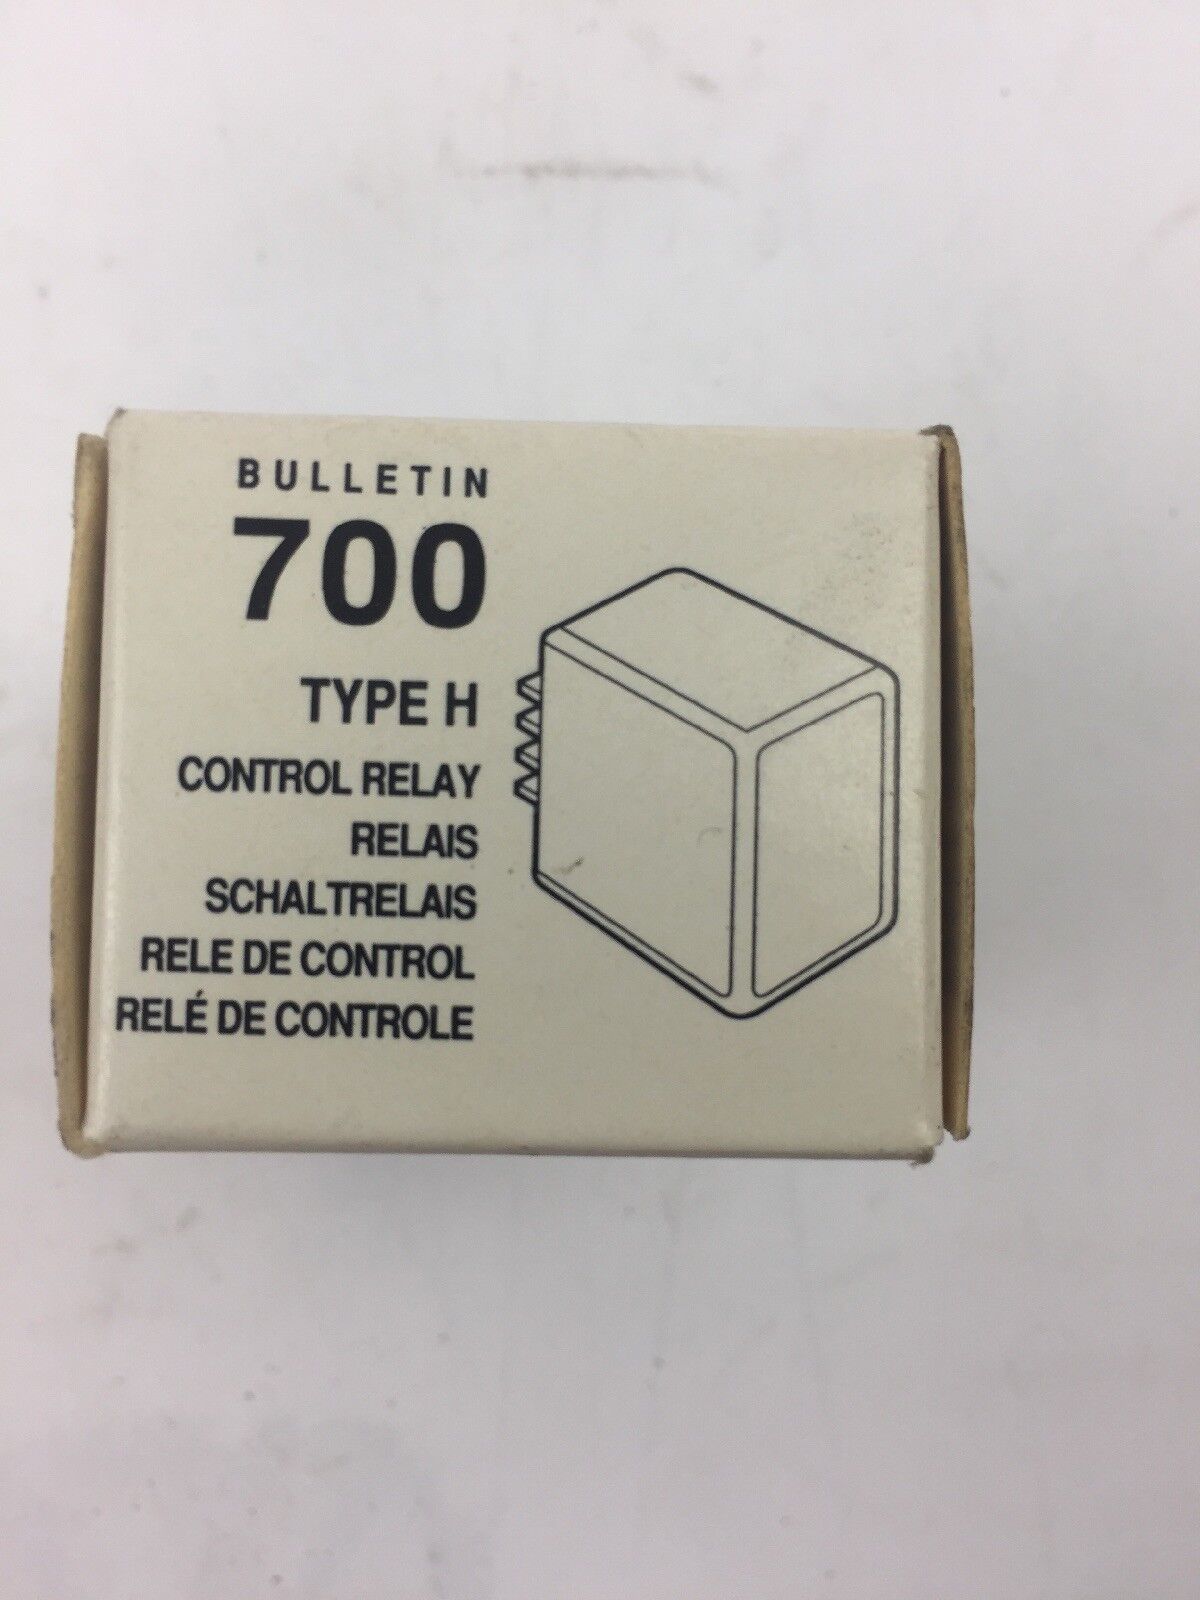 BULLETIN
700
TYPE H
CONTROL RELAY
RELAIS
SCHALTRELAIS
RELE DE CONTROL
RELÉ DE CONTROLE